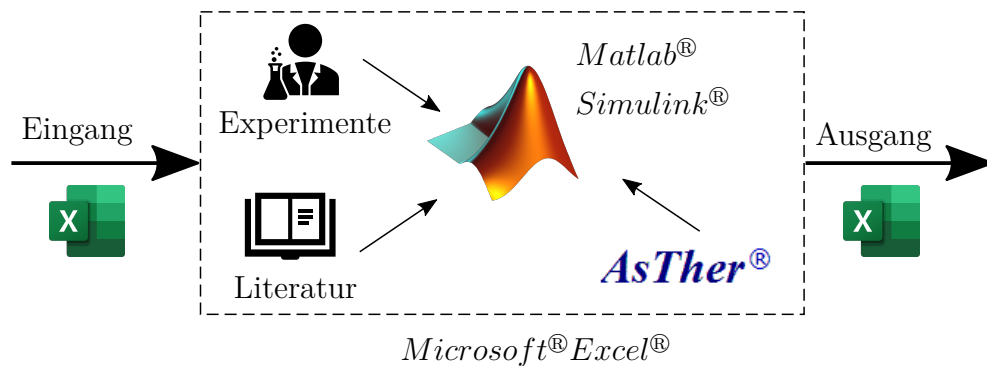 Eingang
X
Experimente
Literatur
Matlab®
Simulink®
AsTher®
Ausgang
X
Microsoft®Excel®